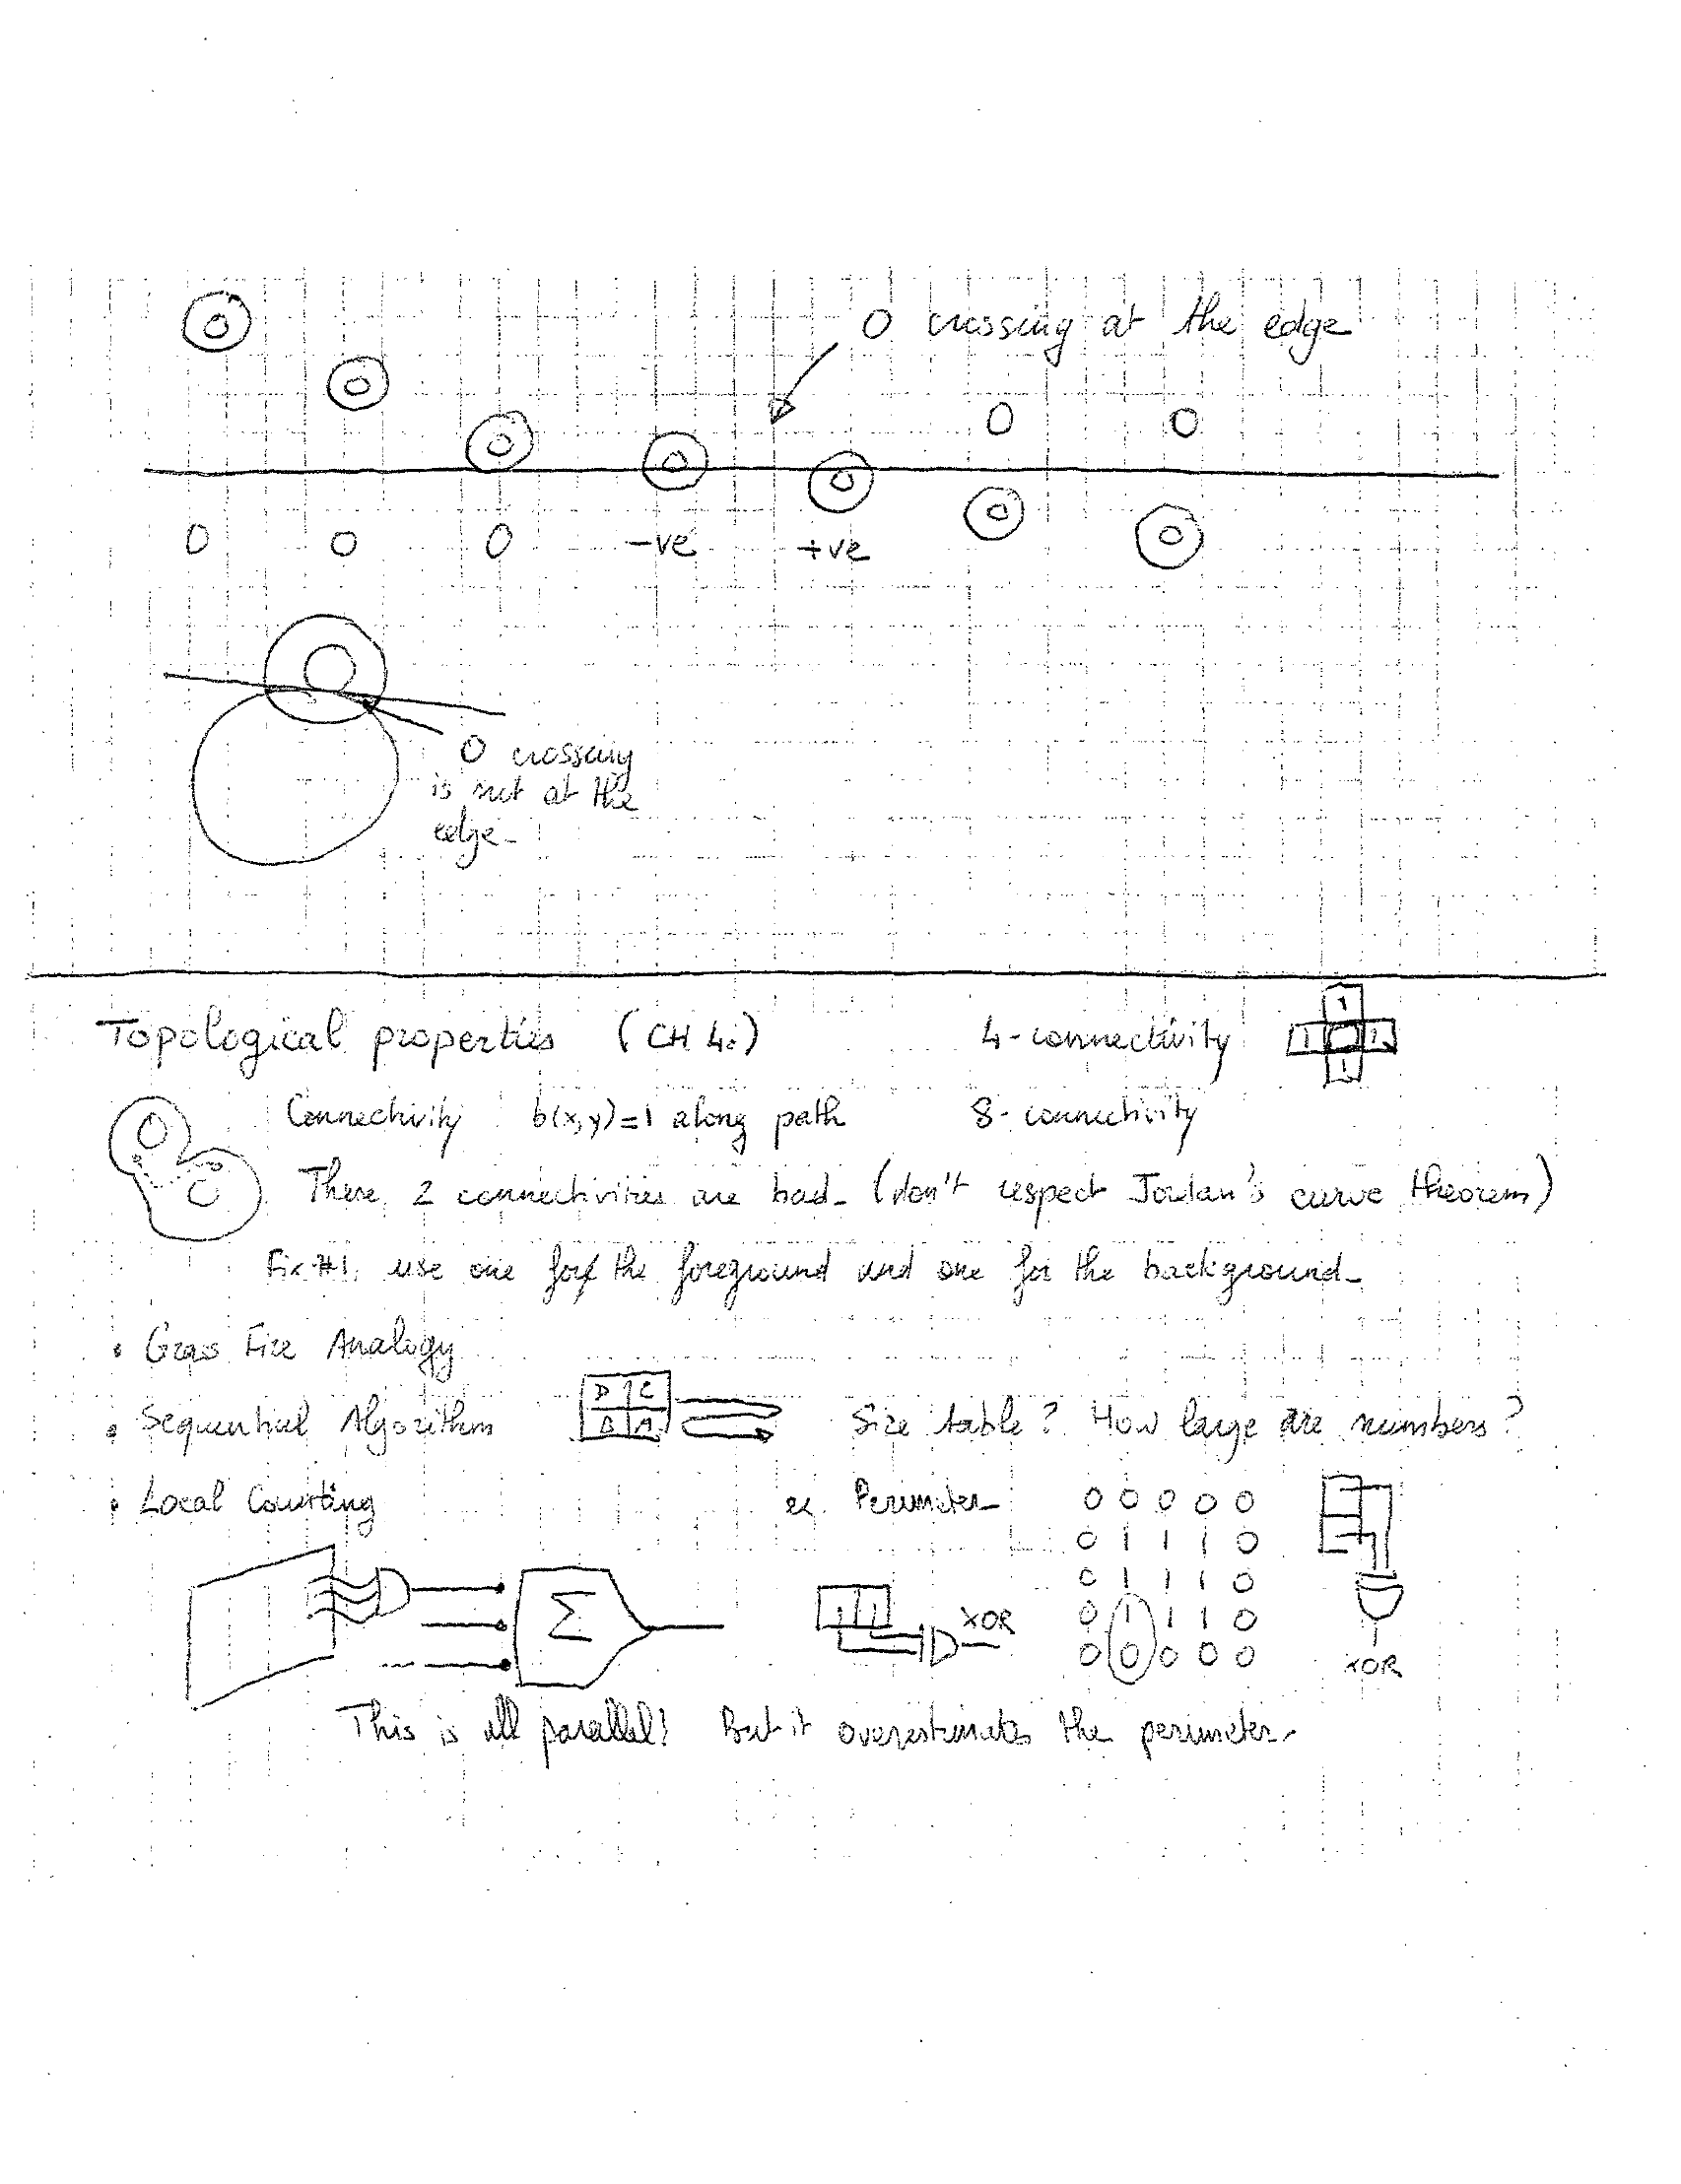 0 crossing at the edge
0 0
0 0 0 -ve +ve
0 crossing
is not at the
edge-
Topological properties (CH 4.)
4-connectivity
1
1 1
1
Connectivity b(x,y)=1 along path
8-connectivity
These 2 connectivities are bad- (don't respect Jordan's curve theorem)
Fix #1. use one for the foreground and one for the background-
• Grass Fire Analogy
• Sequential Algorithm
D C
B A
Size table? How large are numbers?
• Local Counting
ex. Perimeter-
0 0 0 0 0
0 1 1 1 0
0 1 1 1 0
0 1 1 1 0
0 0 0 0 0
Σ
1 1
XOR
XOR
This is all parallel! But it overestimates the perimeter-